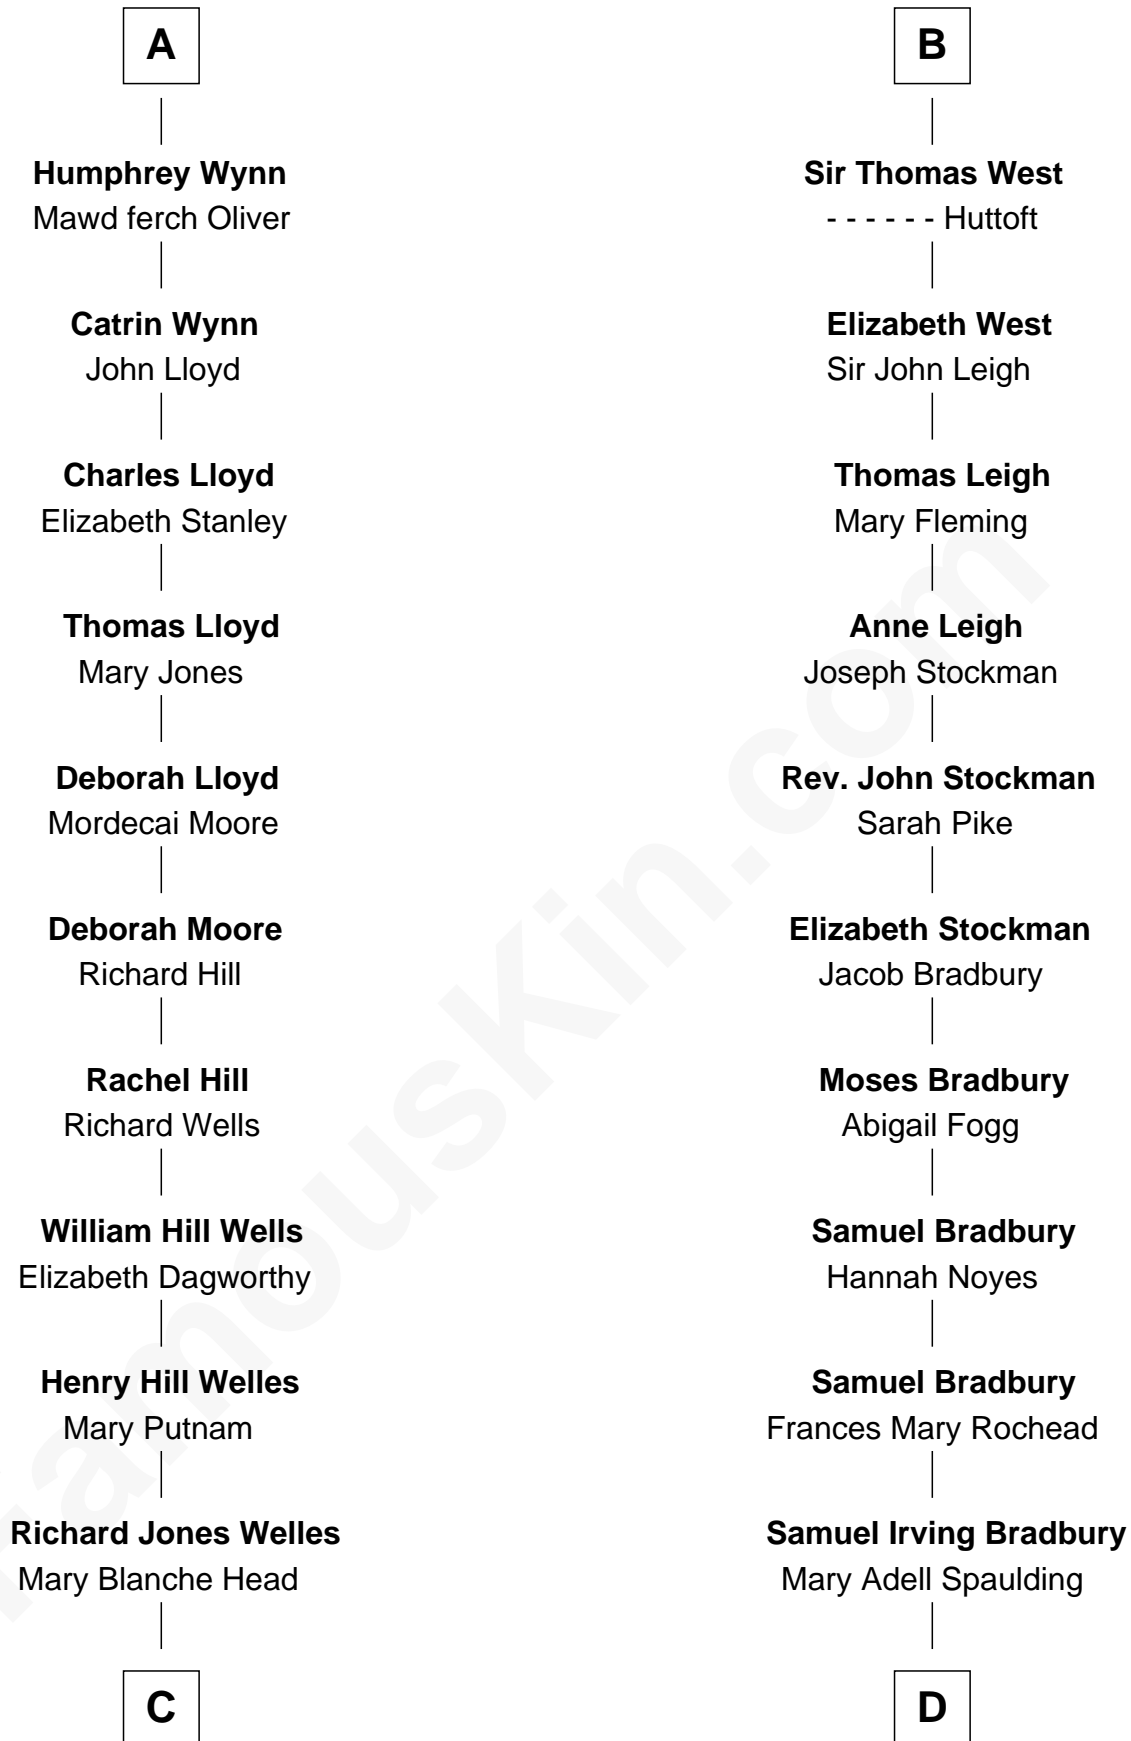 A
Humphrey Wynn
Mawd ferch Oliver
Catrin Wynn
John Lloyd
Charles Lloyd
Elizabeth Stanley
Thomas Lloyd
Mary Jones
Deborah Lloyd
Mordecai Moore
Deborah Moore
Richard Hill
Rachel Hill
Richard Wells
William Hill Wells
Elizabeth Dagworthy
Henry Hill Welles
Mary Putnam
Richard Jones Welles
Mary Blanche Head
C
B
Sir Thomas West
- - - - - - Huttoft
Elizabeth West
Sir John Leigh
Thomas Leigh
Mary Fleming
Anne Leigh
Joseph Stockman
Rev. John Stockman
Sarah Pike
Elizabeth Stockman
Jacob Bradbury
Moses Bradbury
Abigail Fogg
Samuel Bradbury
Hannah Noyes
Samuel Bradbury
Frances Mary Rochead
Samuel Irving Bradbury
Mary Adell Spaulding
D
FamousKin.com